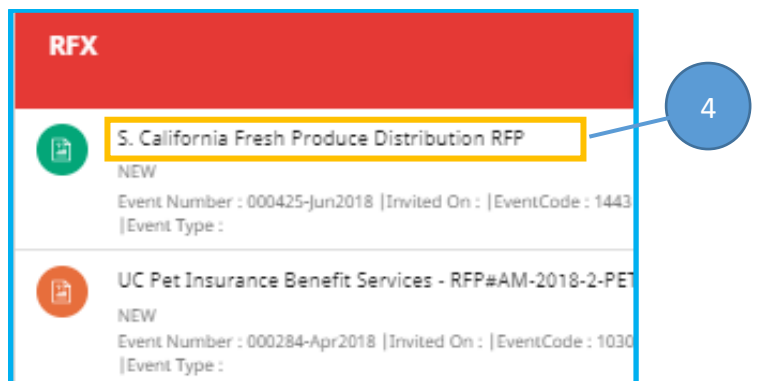 RFX
4
S. California Fresh Produce Distribution RFP
NEW
Event Number : 000425-Jun2018 |Invited On : |EventCode : 1443
|Event Type :
UC Pet Insurance Benefit Services - RFP#AM-2018-2-PET
NEW
Event Number : 000284-Apr2018 |Invited On : |EventCode : 1030
|Event Type :